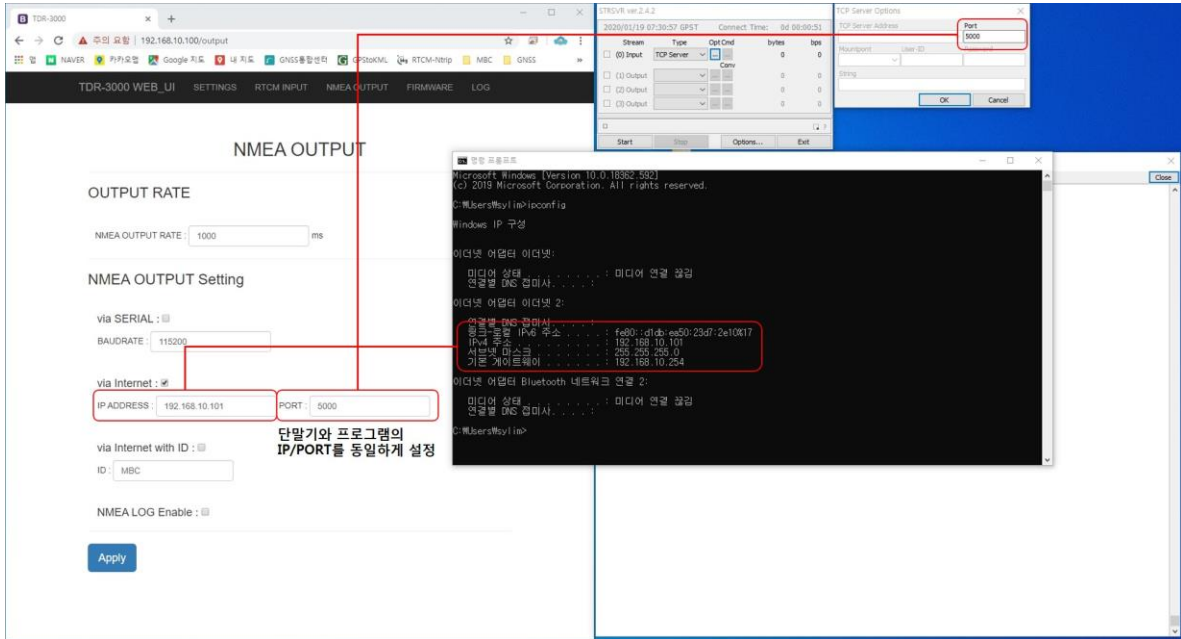 TDR-3000
주의 요함 | 192.168.10.100/output
앱 NAVER 카카오맵 Google 지도 내 지도 GNSS통합센터 GPStoKML RTCM-Ntrip MBC GNSS
TDR-3000 WEB_UI SETTINGS RTCM INPUT NMEA OUTPUT FIRMWARE LOG
NMEA OUTPUT
OUTPUT RATE
NMEA OUTPUT RATE : 1000 ms
NMEA OUTPUT Setting
via SERIAL :
BAUDRATE : 115200
via Internet :
IP ADDRESS : 192.168.10.101 PORT : 5000
단말기와 프로그램의
IP/PORT를 동일하게 설정
via Internet with ID :
ID : MBC
NMEA LOG Enable :
Apply
STRSVR ver.2.4.2
2020/01/19 07:30:57 GPST Connect Time: 0d 00:00:51
Stream Type Opt Cmd bytes bps
(0) Input TCP Server ... ... 0 0
Conv
(1) Output ... ... 0 0
(2) Output ... ... 0 0
(3) Output ... ... 0 0
Start Stop Options... Exit
TCP Server Options
TCP Server Address Port
5000
Mountpoint User-ID
String
OK Cancel
명령 프롬프트
Microsoft Windows [Version 10.0.18362.592]
(c) 2019 Microsoft Corporation. All rights reserved.
C:₩Users₩sylim>ipconfig
Windows IP 구성
이더넷 어댑터 이더넷:
미디어 상태 . . . . . . . . : 미디어 연결 끊김
연결별 DNS 접미사. . . . :
이더넷 어댑터 이더넷 2:
연결별 DNS 접미사. . . . :
링크-로컬 IPv6 주소 . . . . : fe80::d1db:ea50:23d7:2e10%17
IPv4 주소 . . . . . . . . . : 192.168.10.101
서브넷 마스크 . . . . . . . : 255.255.255.0
기본 게이트웨이 . . . . . . : 192.168.10.254
이더넷 어댑터 Bluetooth 네트워크 연결 2:
미디어 상태 . . . . . . . . : 미디어 연결 끊김
연결별 DNS 접미사. . . . :
C:₩Users₩sylim>
Close